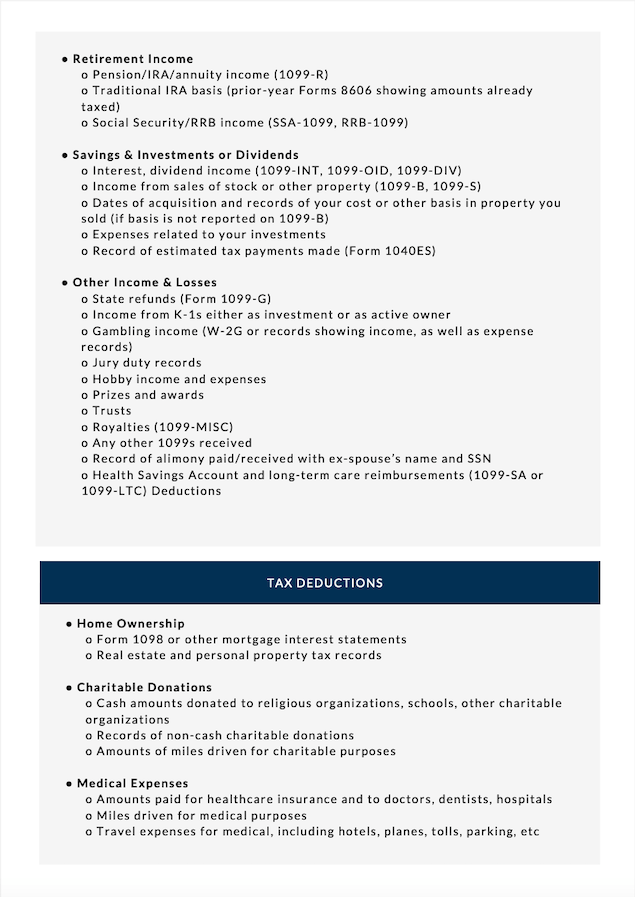 • Retirement Income
o Pension/IRA/annuity income (1099-R)
o Traditional IRA basis (prior-year Forms 8606 showing amounts already
taxed)
o Social Security/RRB income (SSA-1099, RRB-1099)
• Savings & Investments or Dividends
o Interest, dividend income (1099-INT, 1099-OID, 1099-DIV)
o Income from sales of stock or other property (1099-B, 1099-S)
o Dates of acquisition and records of your cost or other basis in property you
sold (if basis is not reported on 1099-B)
o Expenses related to your investments
o Record of estimated tax payments made (Form 1040ES)
• Other Income & Losses
o State refunds (Form 1099-G)
o Income from K-1s either as investment or as active owner
o Gambling income (W-2G or records showing income, as well as expense
records)
o Jury duty records
o Hobby income and expenses
o Prizes and awards
o Trusts
o Royalties (1099-MISC)
o Any other 1099s received
o Record of alimony paid/received with ex-spouse’s name and SSN
o Health Savings Account and long-term care reimbursements (1099-SA or
1099-LTC) Deductions
TAX DEDUCTIONS
• Home Ownership
o Form 1098 or other mortgage interest statements
o Real estate and personal property tax records
• Charitable Donations
o Cash amounts donated to religious organizations, schools, other charitable
organizations
o Records of non-cash charitable donations
o Amounts of miles driven for charitable purposes
• Medical Expenses
o Amounts paid for healthcare insurance and to doctors, dentists, hospitals
o Miles driven for medical purposes
o Travel expenses for medical, including hotels, planes, tolls, parking, etc